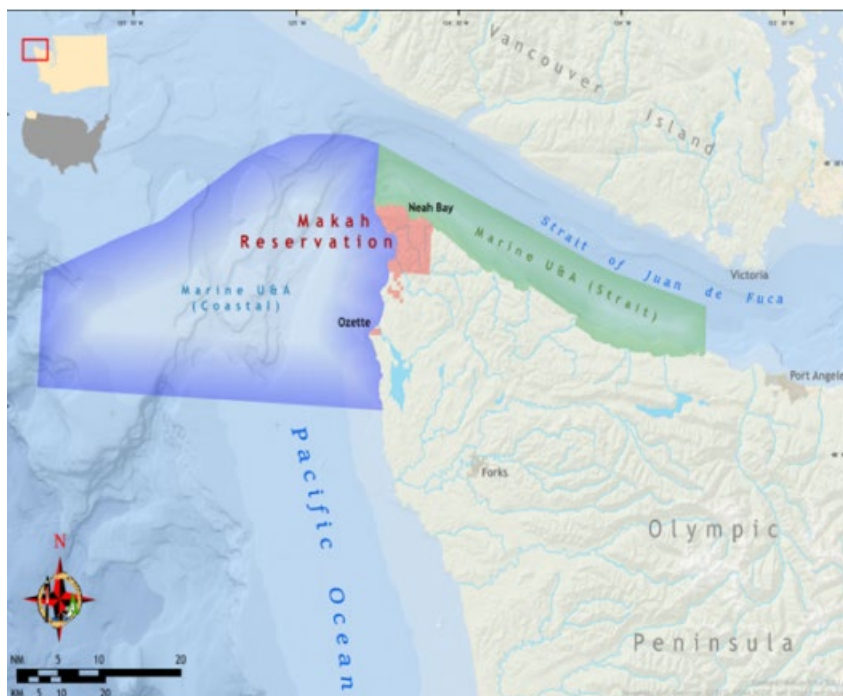 Vancouver
Island
Neah Bay
Makah
Reservation
Strait of Juan de Fuca
Marine U&A (Strait)
Victoria
Marine U&A
(Coastal)
Ozette
Port Angele
Pacific Ocean
Forks
Olympic
Peninsula
N
NM 5 10 20
KM 5 10 20